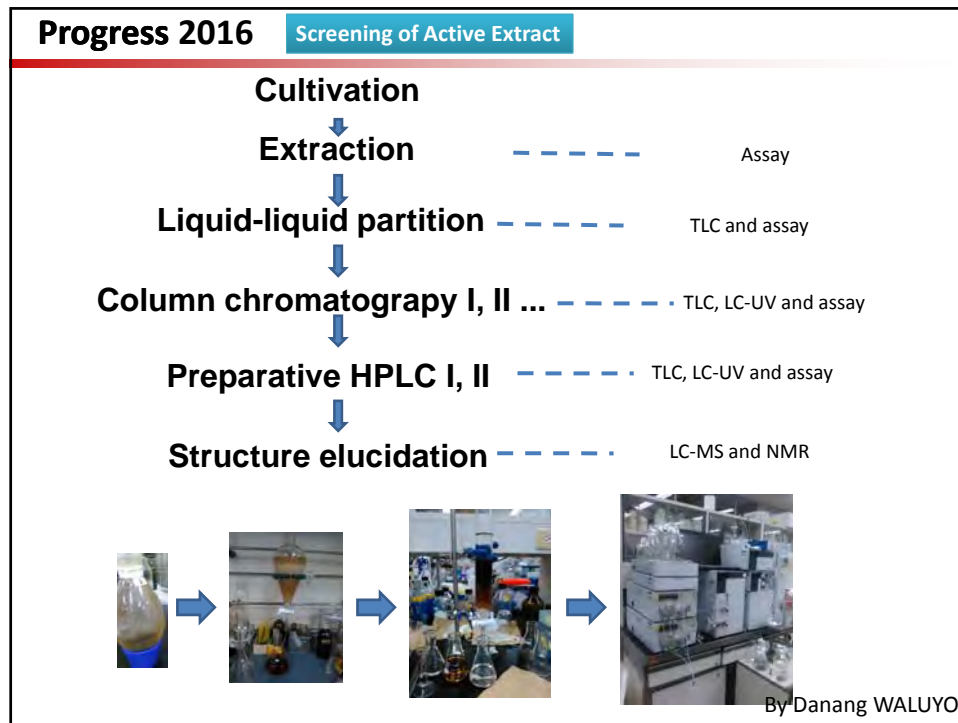 Progress 2016
Screening of Active Extract
Cultivation
Extraction
Assay
Liquid-liquid partition
TLC and assay
Column chromatograpy I, II ...
TLC, LC-UV and assay
Preparative HPLC I, II
TLC, LC-UV and assay
Structure elucidation
LC-MS and NMR
By Danang WALUYO